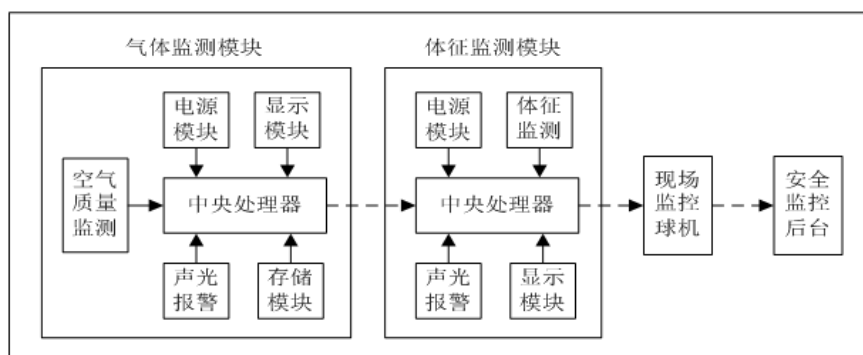 气体监测模块
体征监测模块
电源
模块
显示
模块
空气
质量
监测
中央处理器
声光
报警
存储
模块
电源
模块
体征
监测
中央处理器
声光
报警
显示
模块
现场
监控
球机
安全
监控
后台